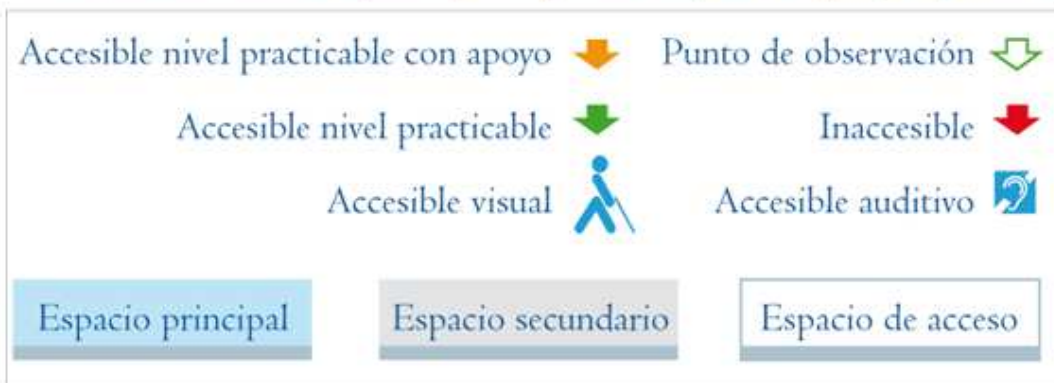 Accesible nivel practicable con apoyo
Punto de observación
Accesible nivel practicable
Inaccesible
Accesible visual
Accesible auditivo
Espacio principal
Espacio secundario
Espacio de acceso